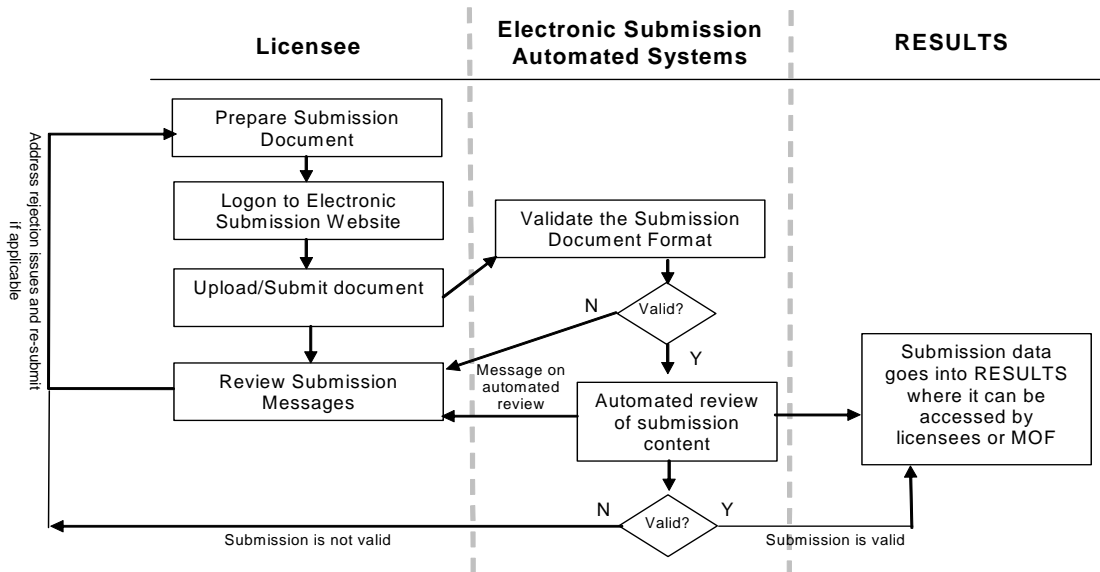 Licensee
Electronic Submission
Automated Systems
RESULTS
Prepare Submission
Document
Logon to Electronic
Submission Website
Upload/Submit document
Review Submission
Messages
Address rejection issues and re-submit
if applicable
Validate the Submission
Document Format
Valid?
N
Y
Message on
automated
review
Automated review
of submission
content
Valid?
N
Y
Submission is not valid
Submission is valid
Submission data
goes into RESULTS
where it can be
accessed by
licensees or MOF